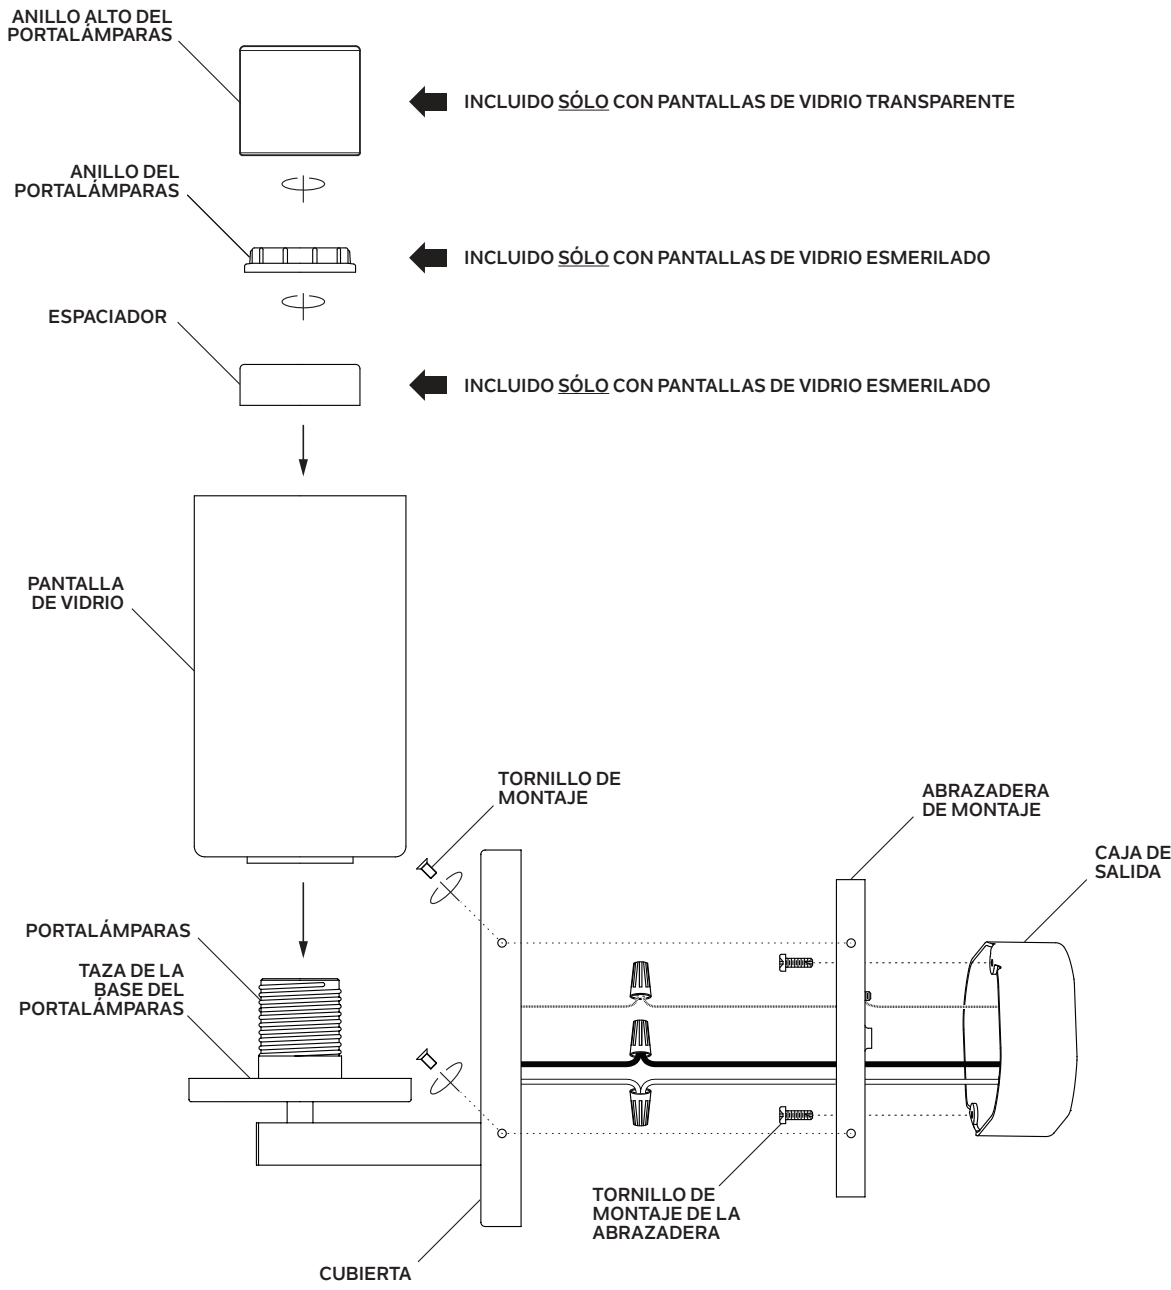 ANILLO ALTO DEL
PORTALÁMPARAS
INCLUIDO SÓLO CON PANTALLAS DE VIDRIO TRANSPARENTE
ANILLO DEL
PORTALÁMPARAS
INCLUIDO SÓLO CON PANTALLAS DE VIDRIO ESMERILADO
ESPACIADOR
INCLUIDO SÓLO CON PANTALLAS DE VIDRIO ESMERILADO
PANTALLA
DE VIDRIO
TORNILLO DE
MONTAJE
ABRAZADERA
DE MONTAJE
CAJA DE
SALIDA
PORTALÁMPARAS
TAZA DE LA
BASE DEL
PORTALÁMPARAS
TORNILLO DE
MONTAJE DE LA
ABRAZADERA
CUBIERTA